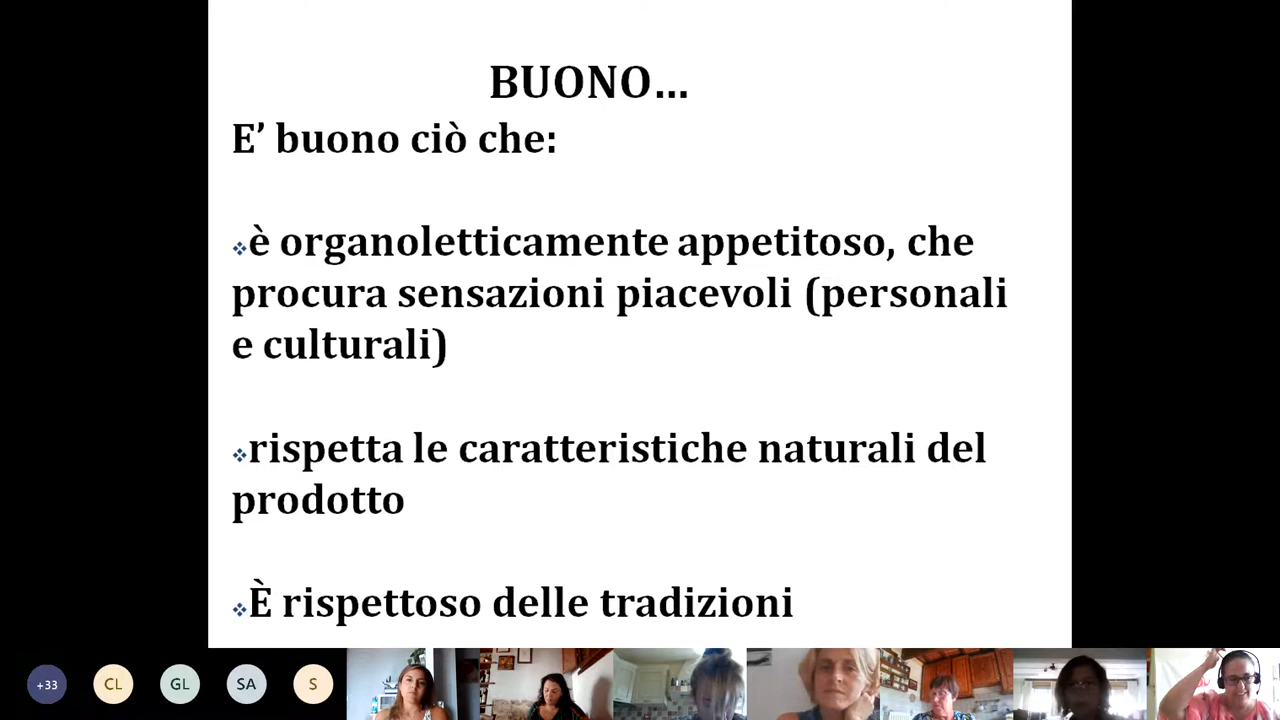 BUONO…
E’ buono ciò che:
❖è organoletticamente appetitoso, che
procura sensazioni piacevoli (personali
e culturali)
❖rispetta le caratteristiche naturali del
prodotto
❖È rispettoso delle tradizioni
+33 CL GL SA S